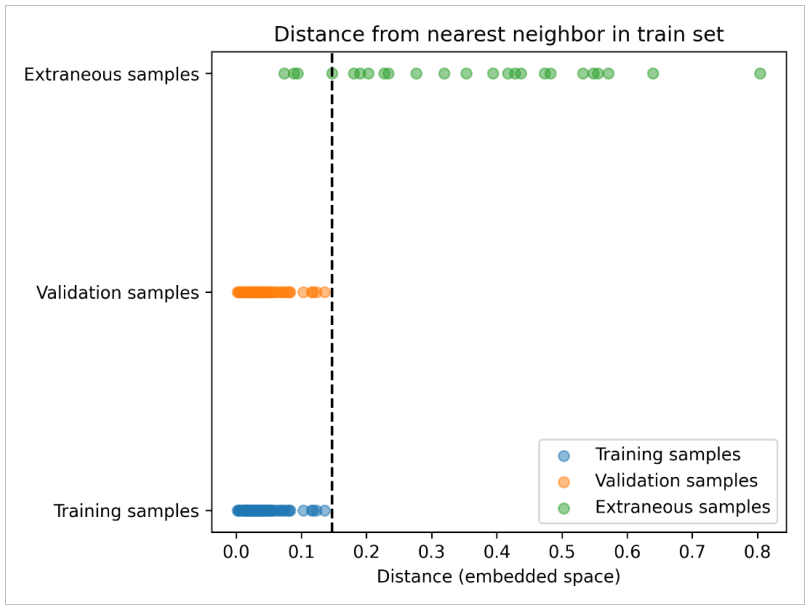 Distance from nearest neighbor in train set
Extraneous samples
Validation samples
Training samples
Training samples
Validation samples
Extraneous samples
0.0 0.1 0.2 0.3 0.4 0.5 0.6 0.7 0.8
Distance (embedded space)